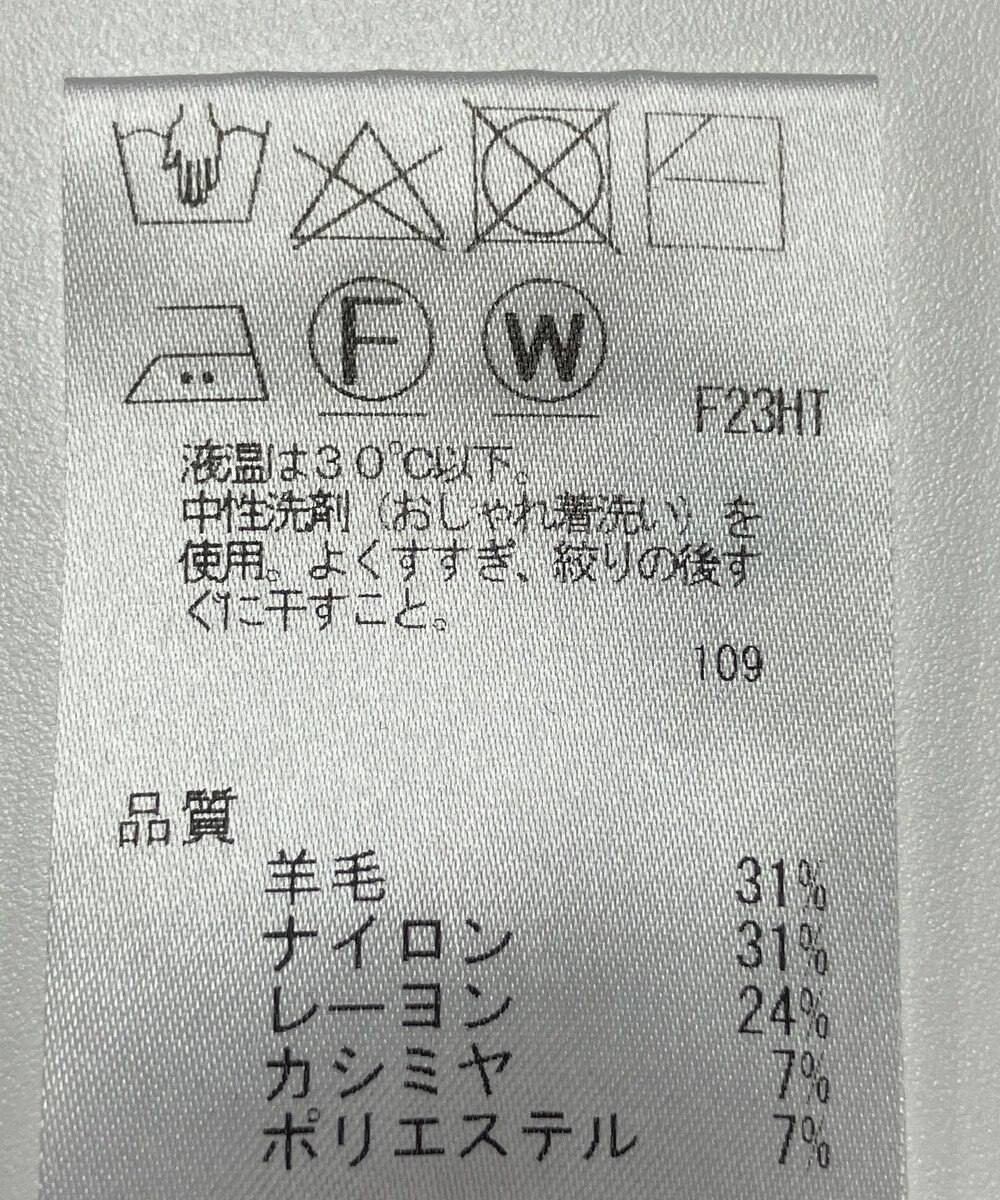 F W
F23HT
液温は30℃以下。
中性洗剤（おしゃれ着洗い）を
使用。よくすすぎ、絞りの後す
ぐに干すこと。
109
品質
羊毛 31%
ナイロン 31%
レーヨン 24%
カシミヤ 7%
ポリエステル 7%